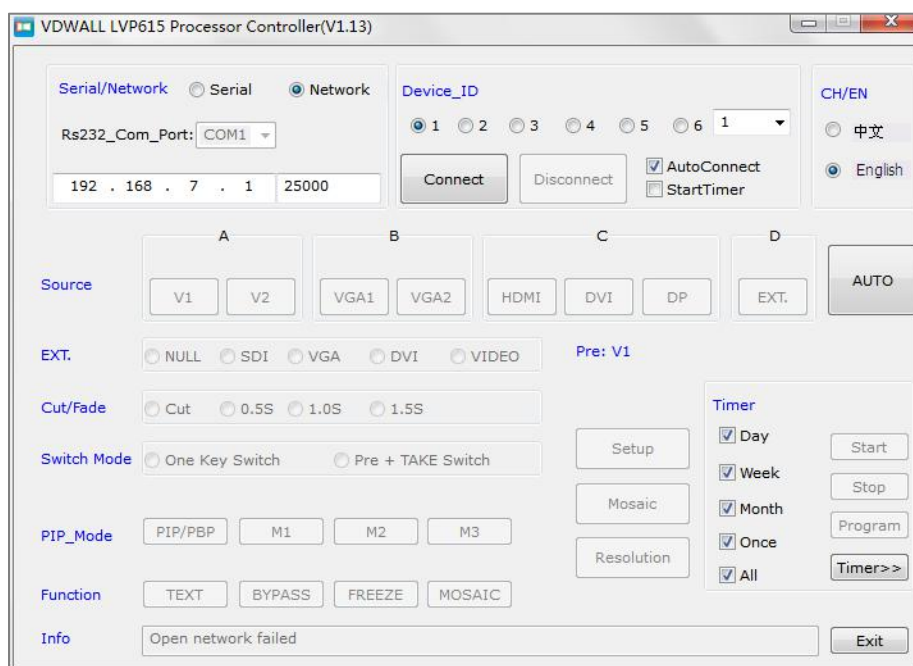 VDWALL LVP615 Processor Controller(V1.13)
Serial/Network Serial Network
Rs232_Com_Port: COM1
192 . 168 . 7 . 1 25000
Device_ID
1 2 3 4 5 6 1
Connect Disconnect
AutoConnect
StartTimer
CH/EN
中文
English
A B C D
Source V1 V2 VGA1 VGA2 HDMI DVI DP EXT. AUTO
EXT. NULL SDI VGA DVI VIDEO Pre: V1
Cut/Fade Cut 0.5S 1.0S 1.5S
Switch Mode One Key Switch Pre + TAKE Switch
PIP_Mode PIP/PBP M1 M2 M3
Function TEXT BYPASS FREEZE MOSAIC
Setup
Mosaic
Resolution
Timer
Day
Week
Month
Once
All
Start
Stop
Program
Timer>>
Info Open network failed Exit